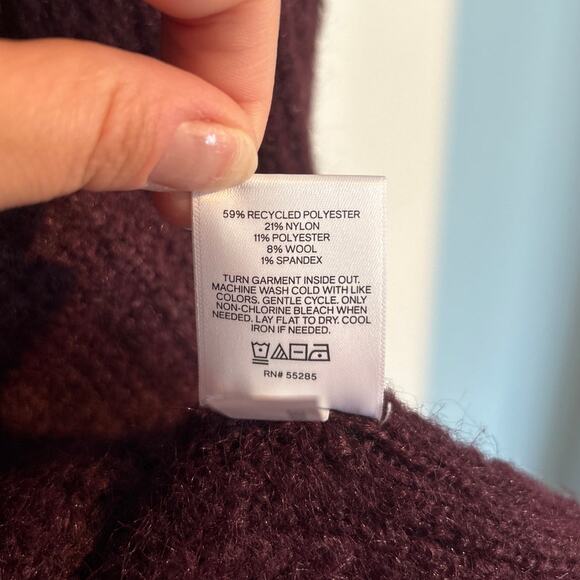 59% RECYCLED POLYESTER
21% NYLON
11% POLYESTER
8% WOOL
1% SPANDEX
TURN GARMENT INSIDE OUT.
MACHINE WASH COLD WITH LIKE
COLORS. GENTLE CYCLE. ONLY
NON-CHLORINE BLEACH WHEN
NEEDED. LAY FLAT TO DRY. COOL
IRON IF NEEDED.
RN# 55285